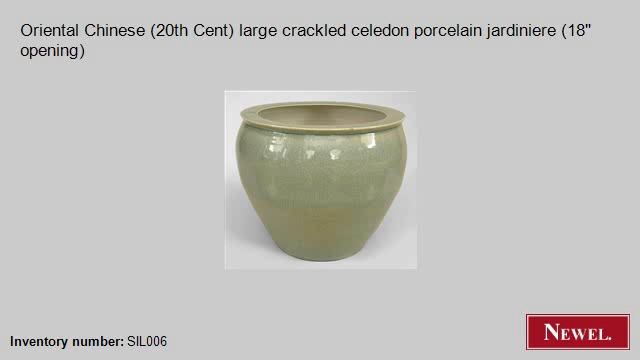 Oriental Chinese (20th Cent) large crackled celedon porcelain jardiniere (18"
opening)
Inventory number: SIL006
NEWEL.